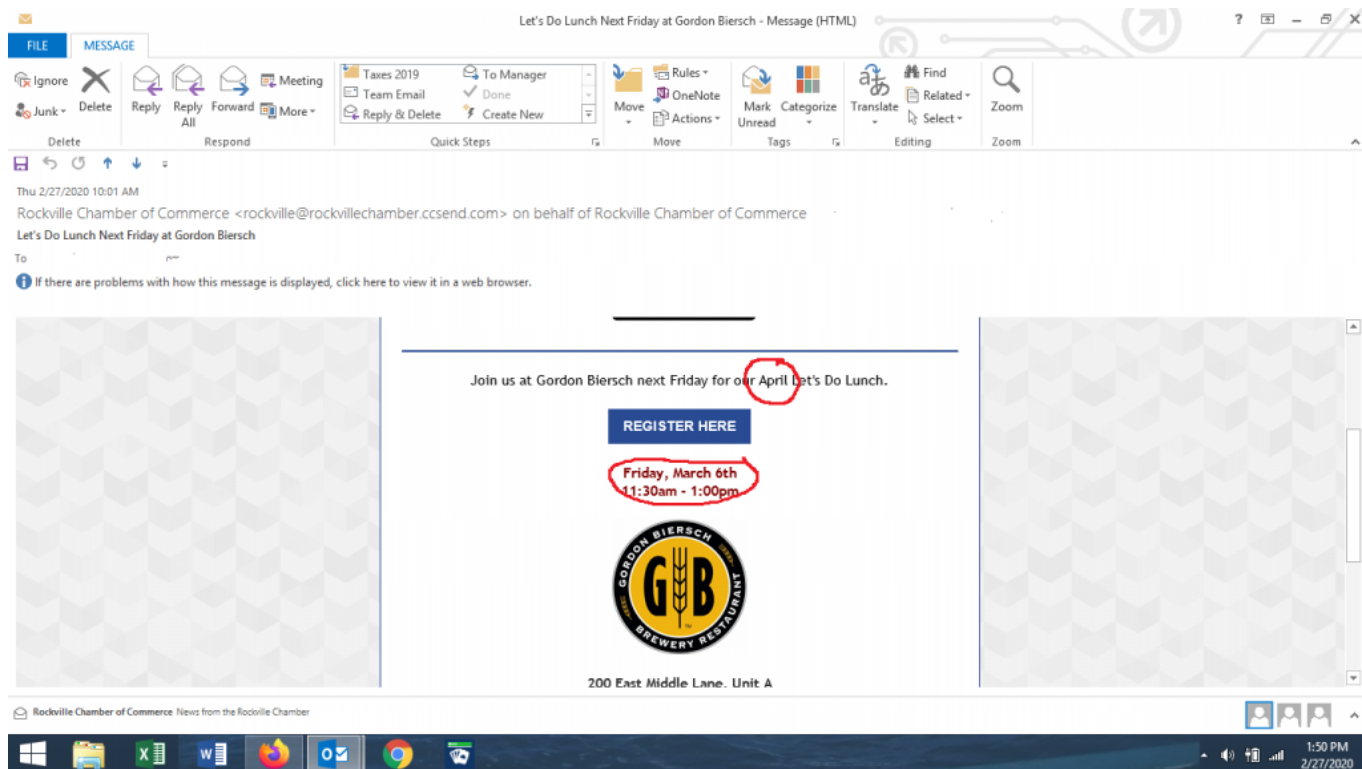 Let's Do Lunch Next Friday at Gordon Biersch - Message (HTML)
?
FILE MESSAGE
Ignore
Junk
Delete
Reply
Reply All
Forward
Meeting
More
Taxes 2019
Team Email
Reply & Delete
To Manager
Done
Create New
Move
Rules
OneNote
Actions
Mark Unread
Categorize
Translate
Find
Related
Select
Zoom
Delete Respond Quick Steps Move Tags Editing Zoom
Thu 2/27/2020 10:01 AM
Rockville Chamber of Commerce <rockville@rockvillechamber.ccsend.com> on behalf of Rockville Chamber of Commerce
Let's Do Lunch Next Friday at Gordon Biersch
To
If there are problems with how this message is displayed, click here to view it in a web browser.
Join us at Gordon Biersch next Friday for our April Let's Do Lunch.
REGISTER HERE
Friday, March 6th
11:30am - 1:00pm
GORDON BIERSCH
GB
TM
BREWERY RESTAURANT
200 East Middle Lane, Unit A
Rockville Chamber of Commerce News from the Rockville Chamber
1:50 PM
2/27/2020